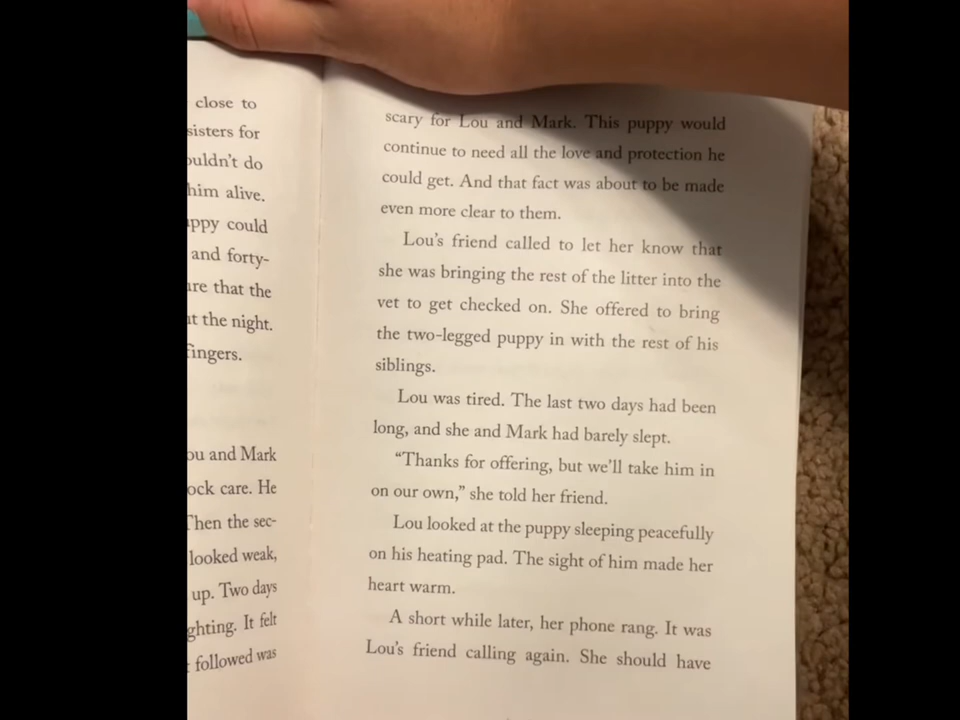 close to
sisters for
ouldn't do
him alive.
ppy could
and forty-
are that the
ut the night.
fingers.
ou and Mark
ock care. He
Then the sec-
looked weak,
up. Two days
ghting. It felt
followed was
scary for Lou and Mark. This puppy would
continue to need all the love and protection he
could get. And that fact was about to be made
even more clear to them.
Lou's friend called to let her know that
she was bringing the rest of the litter into the
vet to get checked on. She offered to bring
the two-legged puppy in with the rest of his
siblings.
Lou was tired. The last two days had been
long, and she and Mark had barely slept.
“Thanks for offering, but we'll take him in
on our own,” she told her friend.
Lou looked at the puppy sleeping peacefully
on his heating pad. The sight of him made her
heart warm.
A short while later, her phone rang. It was
Lou's friend calling again. She should have